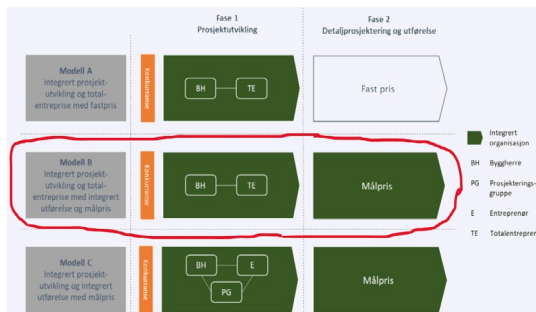 Fase 1
Prosjektutvikling
Fase 2
Detaljprosjektering og utførelse
Modell A
Integrert prosjekt-
utvikling og total-
entreprise med fastpris
Konkurranse
BH
TE
Fast pris
Modell B
Integrert prosjekt-
utvikling og total-
entreprise med integrert
utførelse og målpris
Konkurranse
BH
TE
Målpris
Modell C
Integrert prosjekt-
utvikling og integrert
utførelse med målpris
Konkurranse
BH
E
PG
Målpris
Integrert
organisasjon
BH Byggherre
PG Prosjekterings-
gruppe
E Entreprenør
TE Totalentrepren